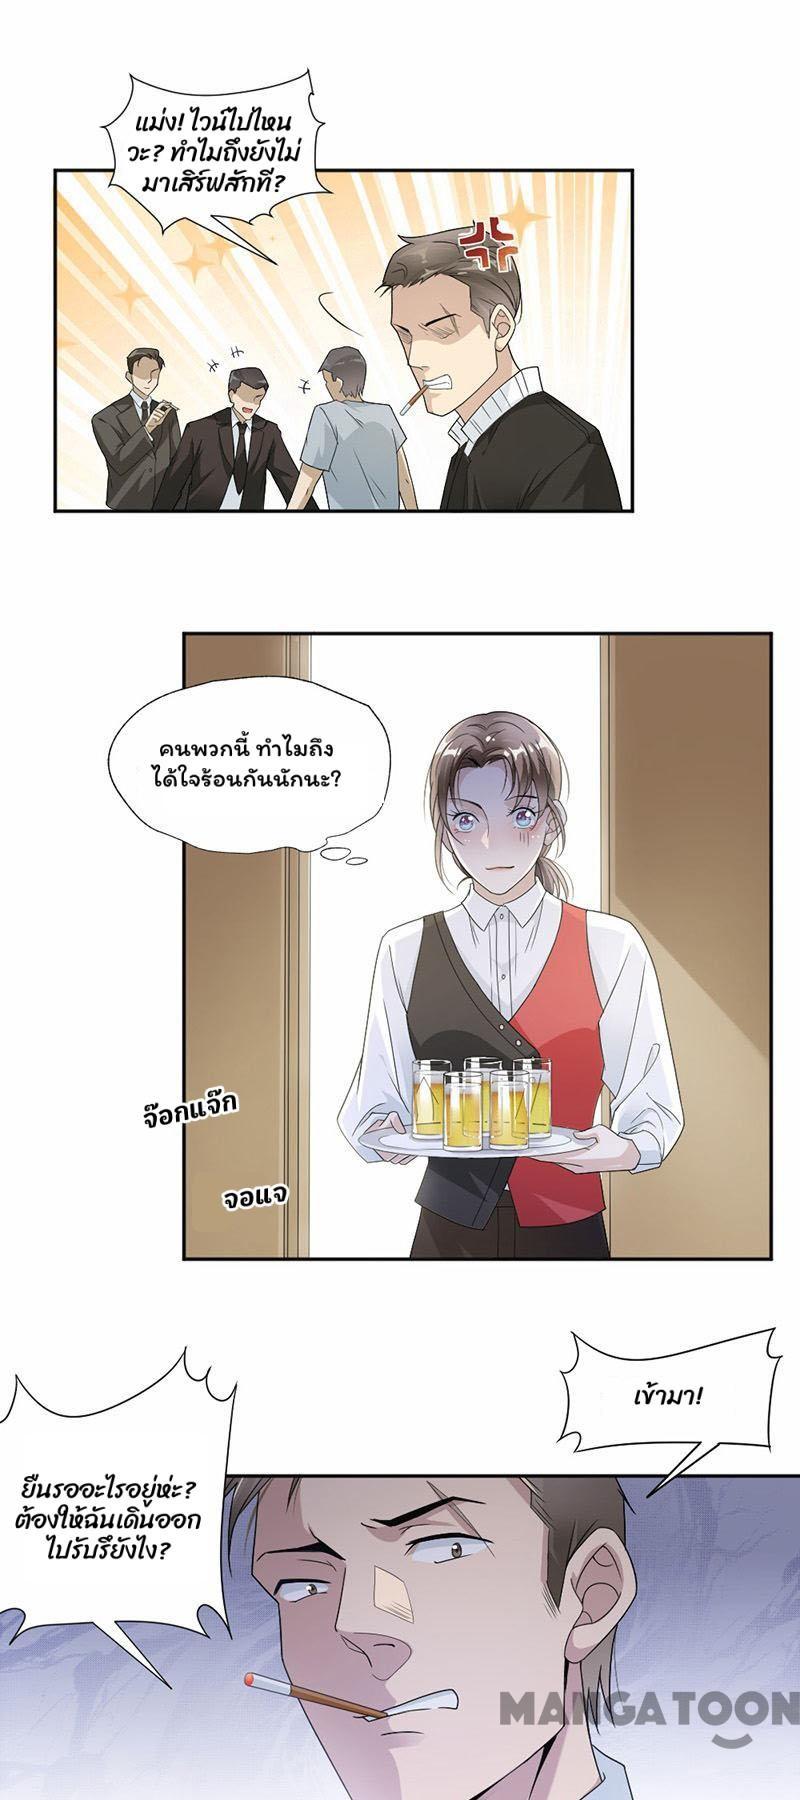 แม่ง! ไวน์ไปไหน
วะ? ทำไมถึงยังไม่
มาเสิร์ฟสักที?
คนพวกนี้ ทำไมถึง
ได้ใจร้อนกันนักนะ?
จ๊อกแจ๊ก
จอแจ
เข้ามา!
ยืนรออะไรอยู่ห่ะ?
ต้องให้ฉันเดินออก
ไปรับรึยังไง?
MANGATOON